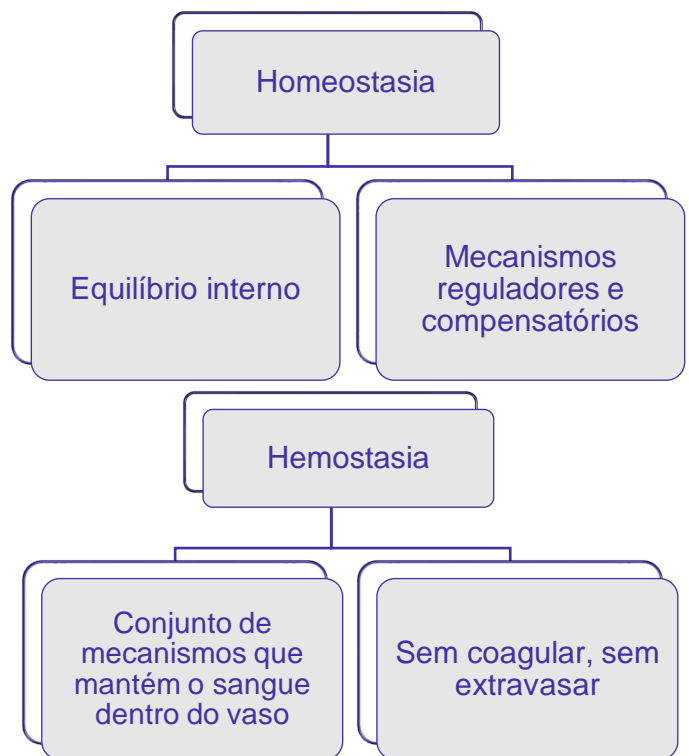 Homeostasia
Equilíbrio interno
Mecanismos
reguladores e
compensatórios
Hemostasia
Conjunto de
mecanismos que
mantém o sangue
dentro do vaso
Sem coagular, sem
extravasar